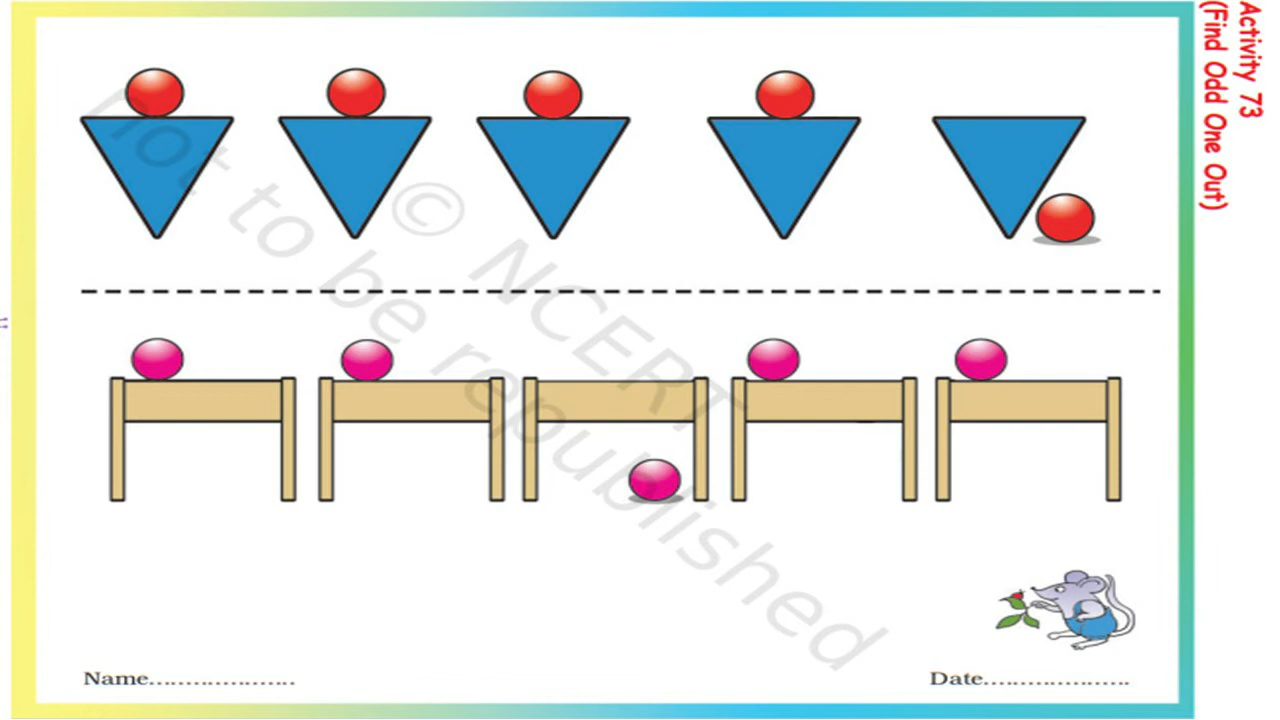 Activity 73
(Find Odd One Out)
© NCERT
not to be republished
Name....................
Date....................